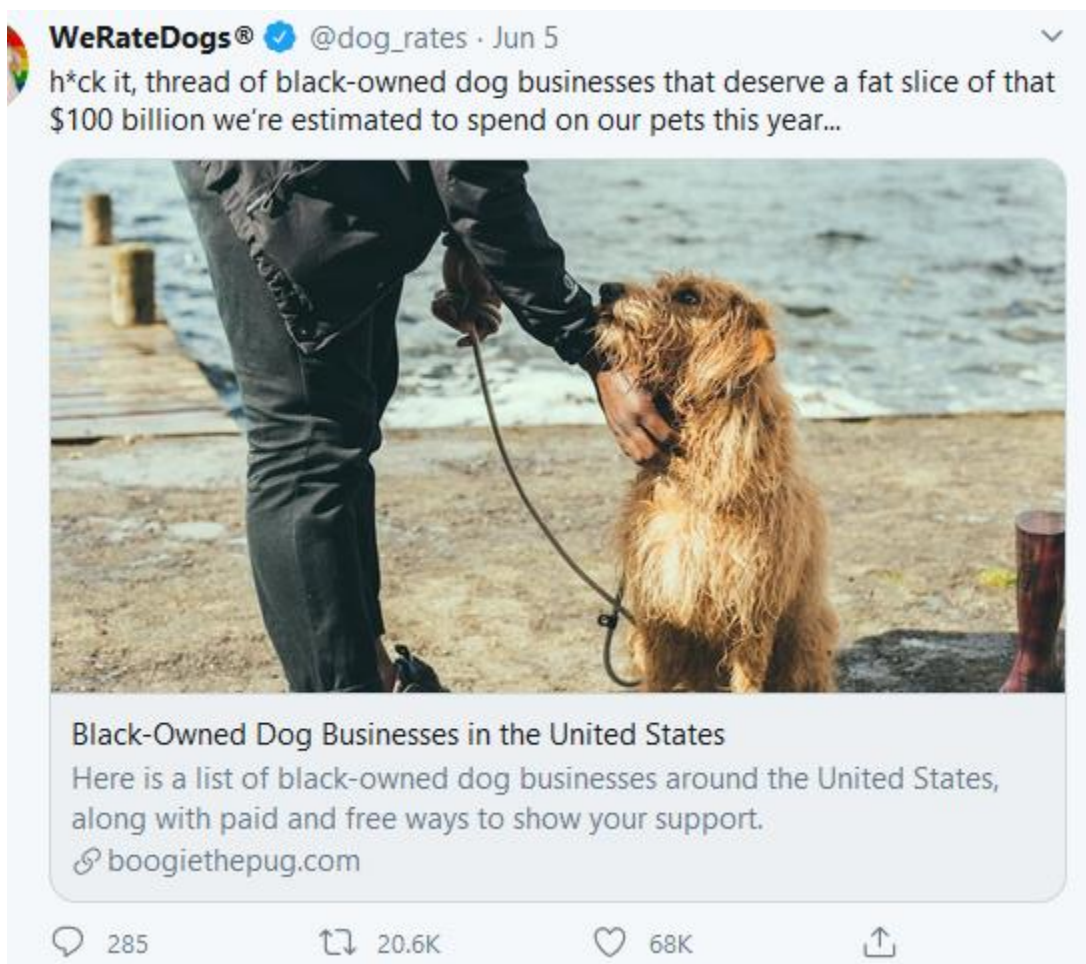 WeRateDogs® @dog_rates · Jun 5
h*ck it, thread of black-owned dog businesses that deserve a fat slice of that
$100 billion we’re estimated to spend on our pets this year...
Black-Owned Dog Businesses in the United States
Here is a list of black-owned dog businesses around the United States,
along with paid and free ways to show your support.
boogiethepug.com
285 20.6K 68K